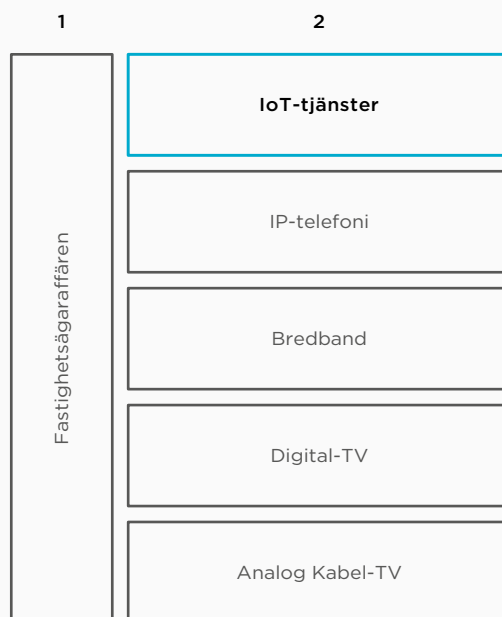 1
2
Fastighetsägaraffären
IoT-tjänster
IP-telefoni
Bredband
Digital-TV
Analog Kabel-TV